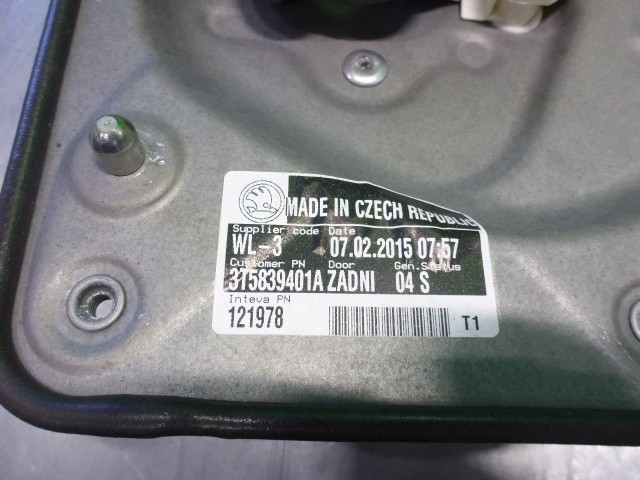 MADE IN CZECH REPUBLIC
Supplier code Date
WL-3 07.02.2015 07:57
Customer PN Door Gen.Status
3T5839401A ZADNI 04 S
Inteva PN
121978 T1